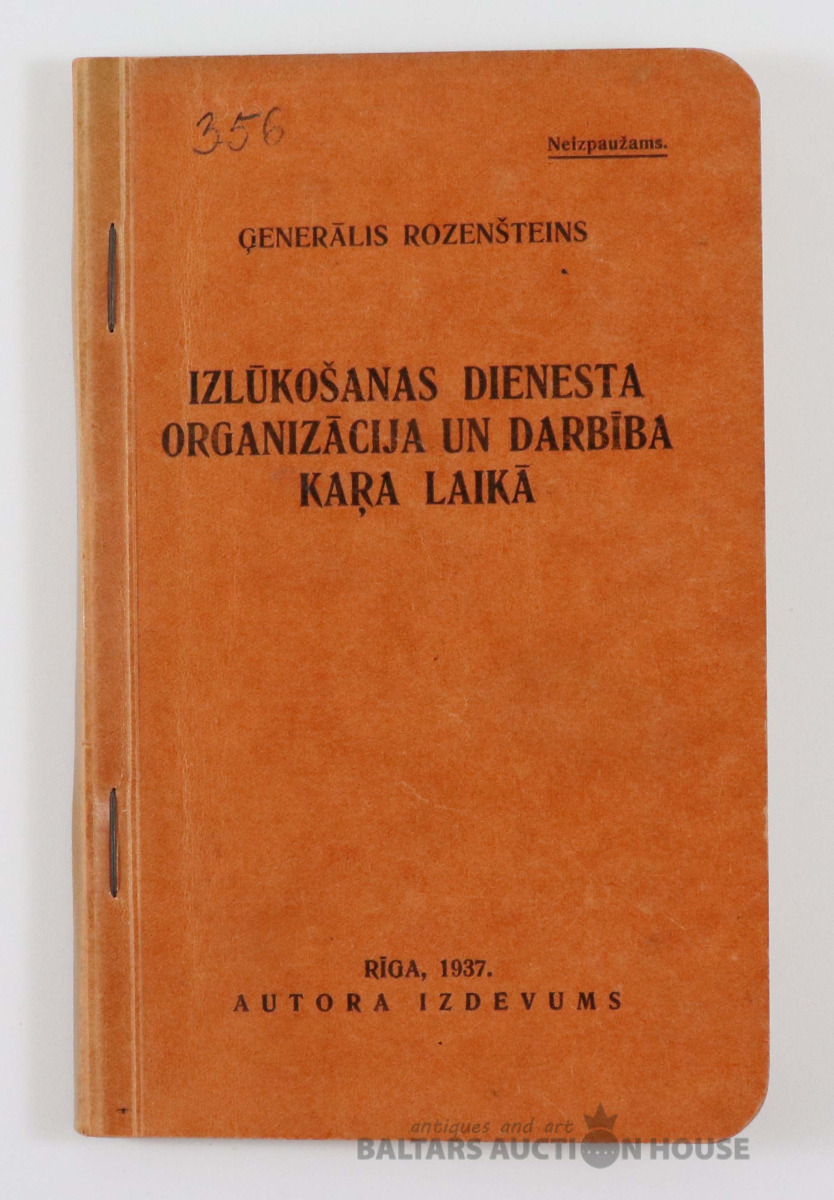 356
Neizpaužams.
ĢENERĀLIS ROZENŠTEINS
IZLŪKOŠANAS DIENESTA
ORGANIZĀCIJA UN DARBĪBA
KAŖA LAIKĀ
RĪGA, 1937.
AUTORA IZDEVUMS
antiques and art
BALTARS AUCTION HOUSE